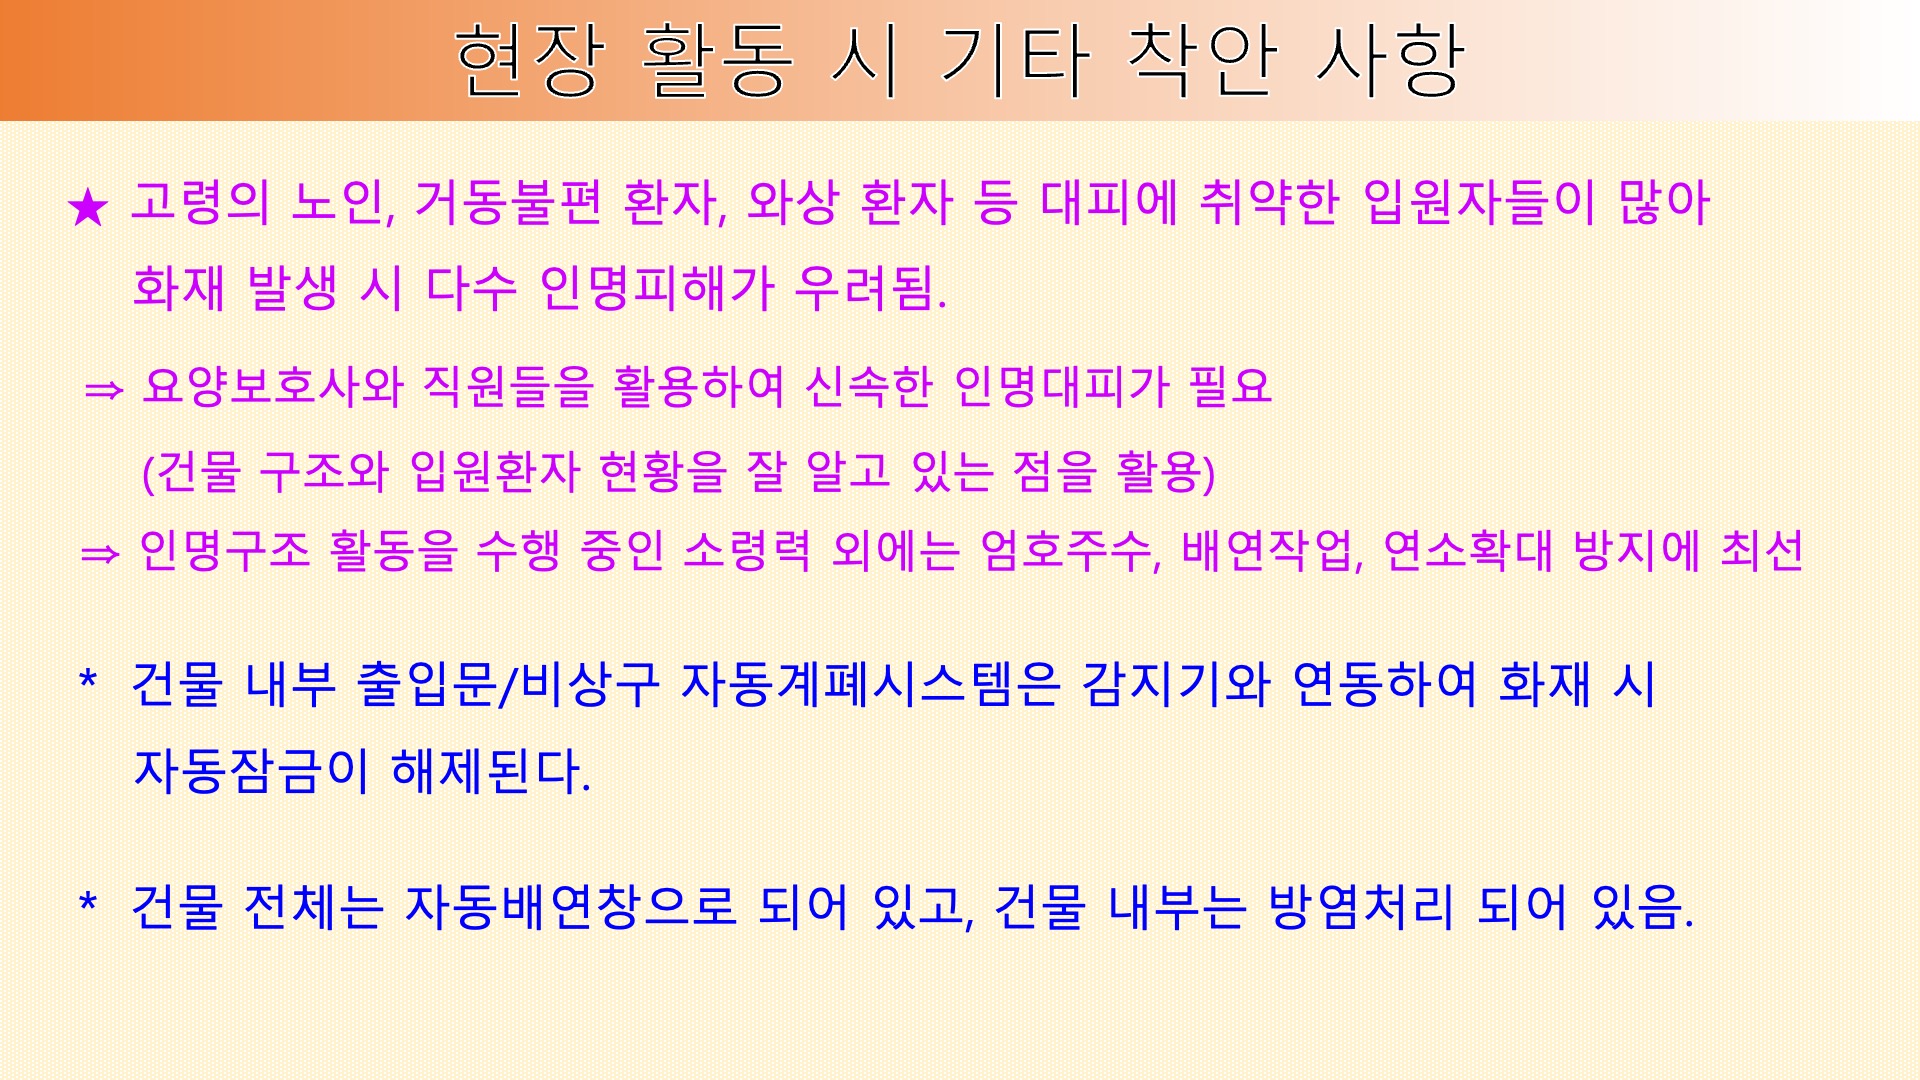 현장 활동 시 기타 착안 사항
★ 고령의 노인, 거동불편 환자, 와상 환자 등 대피에 취약한 입원자들이 많아
화재 발생 시 다수 인명피해가 우려됨.
⇒ 요양보호사와 직원들을 활용하여 신속한 인명대피가 필요
(건물 구조와 입원환자 현황을 잘 알고 있는 점을 활용)
⇒ 인명구조 활동을 수행 중인 소령력 외에는 엄호주수, 배연작업, 연소확대 방지에 최선
* 건물 내부 출입문/비상구 자동계폐시스템은 감지기와 연동하여 화재 시
자동잠금이 해제된다.
* 건물 전체는 자동배연창으로 되어 있고, 건물 내부는 방염처리 되어 있음.